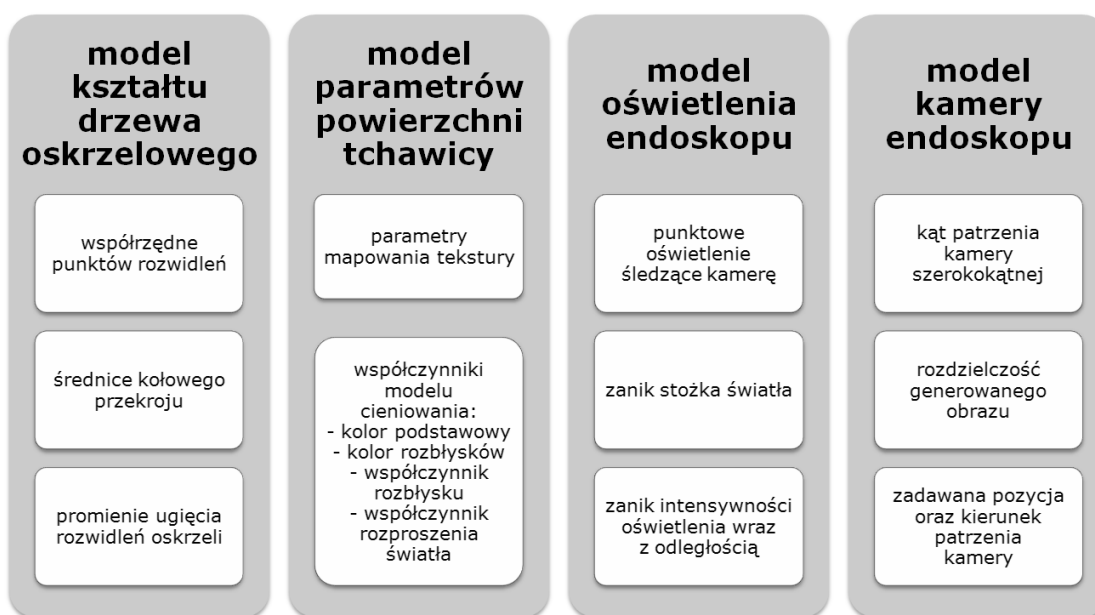 model
kształtu
drzewa
oskrzelowego
współrzędne
punktów rozwidleń
średnice kołowego
przekroju
promienie ugięcia
rozwidleń oskrzeli
model
parametrów
powierzchni
tchawicy
parametry
mapowania tekstury
współczynniki
modelu
cieniowania:
- kolor podstawowy
- kolor rozbłysków
- współczynnik
rozbłysku
- współczynnik
rozproszenia
światła
model
oświetlenia
endoskopu
punktowe
oświetlenie
śledzące kamerę
zanik stożka światła
zanik intensywności
oświetlenia wraz
z odległością
model
kamery
endoskopu
kąt patrzenia
kamery
szerokokątnej
rozdzielczość
generowanego
obrazu
zadawana pozycja
oraz kierunek
patrzenia
kamery